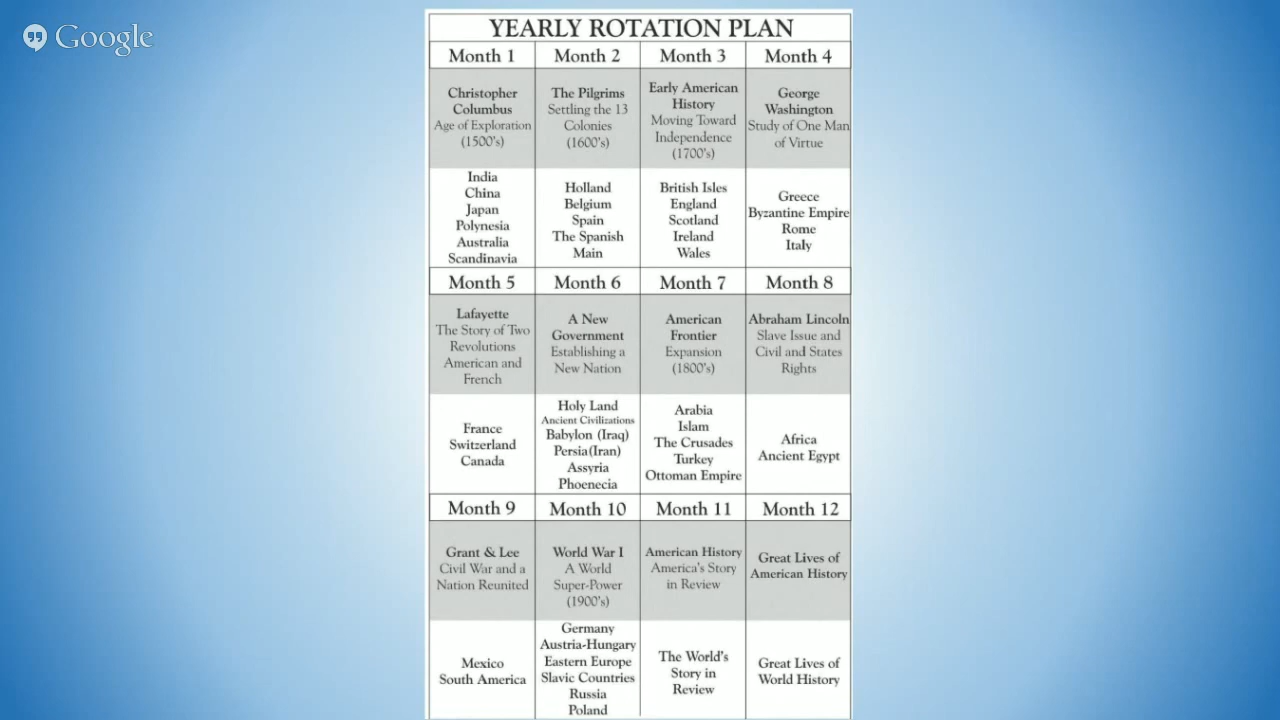 Google
YEARLY ROTATION PLAN
Month 1
Month 2
Month 3
Month 4
Christopher
Columbus
Age of Exploration
(1500's)
The Pilgrims
Settling the 13
Colonies
(1600's)
Early American
History
Moving Toward
Independence
(1700's)
George
Washington
Study of One Man
of Virtue
India
China
Japan
Polynesia
Australia
Scandinavia
Holland
Belgium
Spain
The Spanish
Main
British Isles
England
Scotland
Ireland
Wales
Greece
Byzantine Empire
Rome
Italy
Month 5
Month 6
Month 7
Month 8
Lafayette
The Story of Two
Revolutions
American and
French
A New
Government
Establishing a
New Nation
American
Frontier
Expansion
(1800's)
Abraham Lincoln
Slave Issue and
Civil and States
Rights
France
Switzerland
Canada
Holy Land
Ancient Civilizations
Babylon (Iraq)
Persia(Iran)
Assyria
Phoenecia
Arabia
Islam
The Crusades
Turkey
Ottoman Empire
Africa
Ancient Egypt
Month 9
Month 10
Month 11
Month 12
Grant & Lee
Civil War and a
Nation Reunited
World War I
A World
Super-Power
(1900's)
American History
America's Story
in Review
Great Lives of
American History
Mexico
South America
Germany
Austria-Hungary
Eastern Europe
Slavic Countries
Russia
Poland
The World's
Story in
Review
Great Lives of
World History